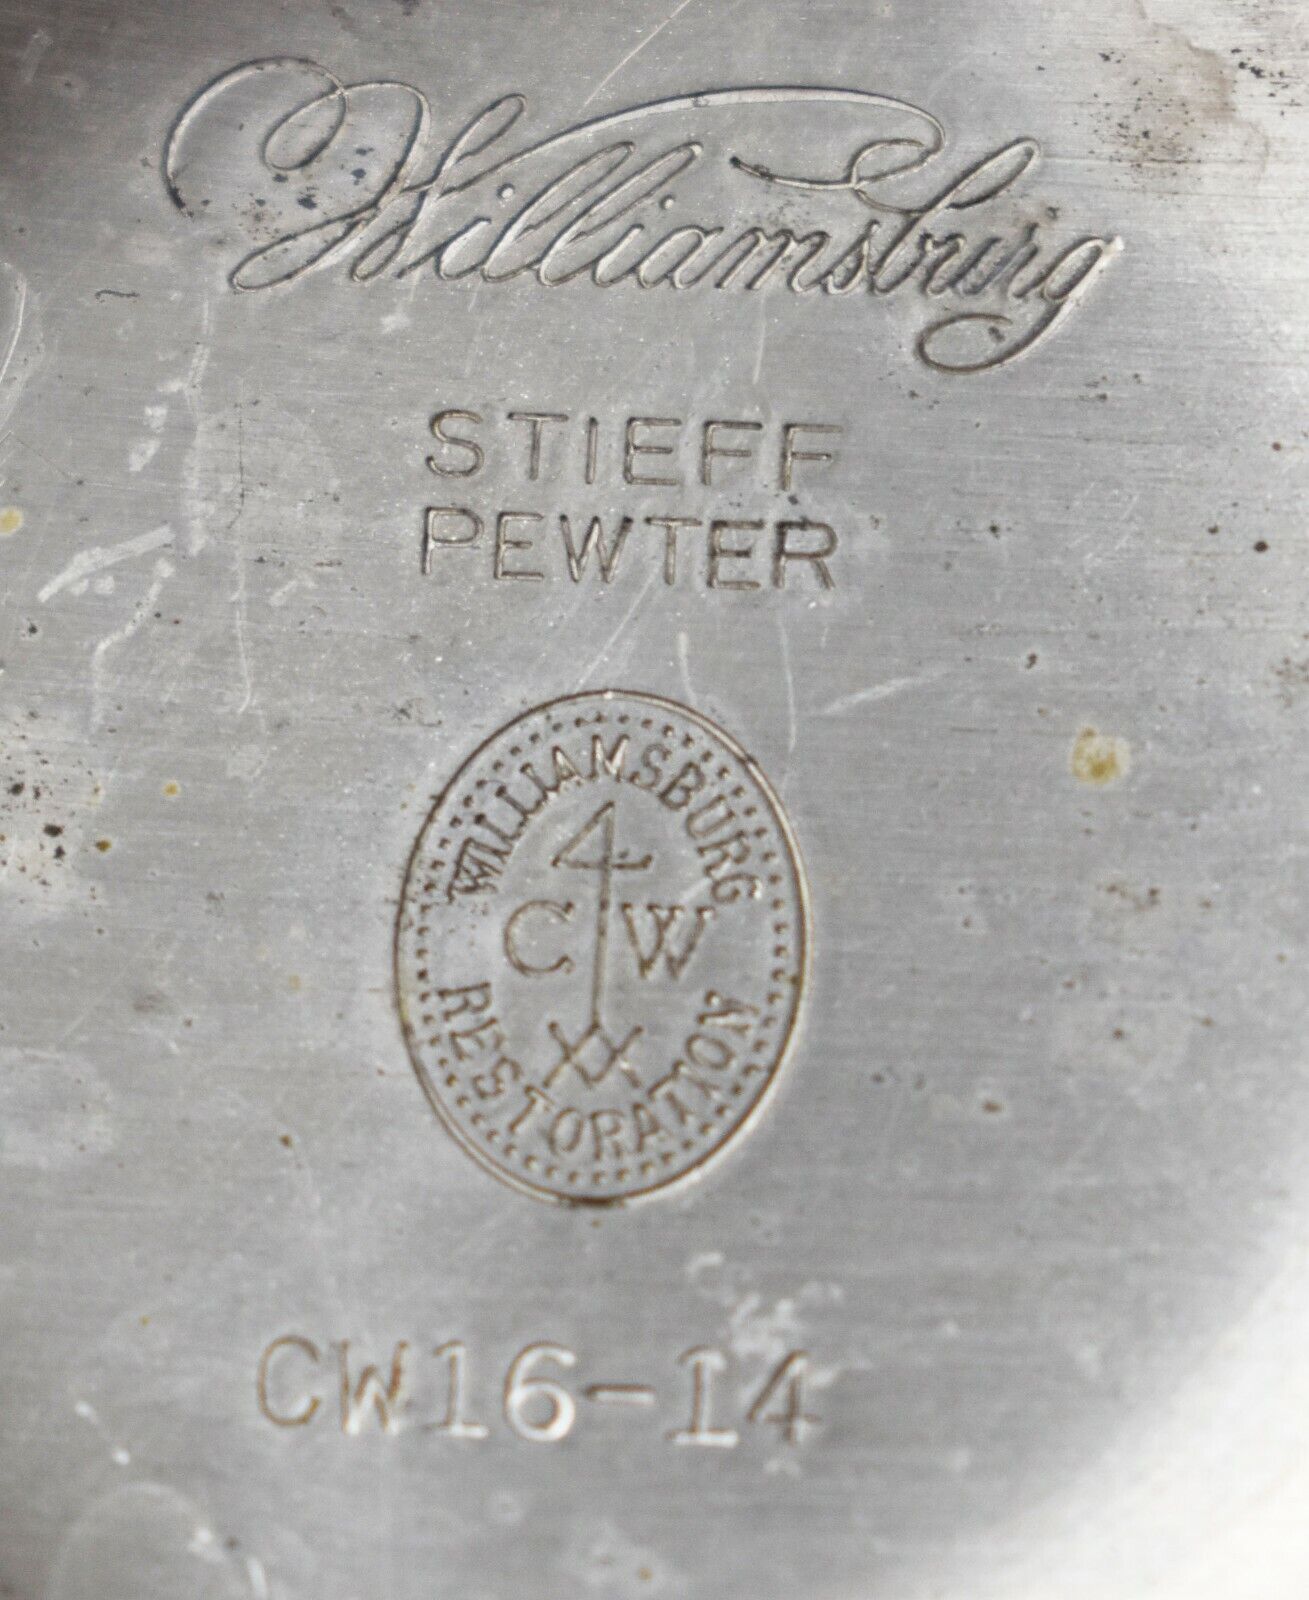 Williamsburg
STIEFF
PEWTER
WILLIAMSBURG
C W
RESTORATION
CW16-14